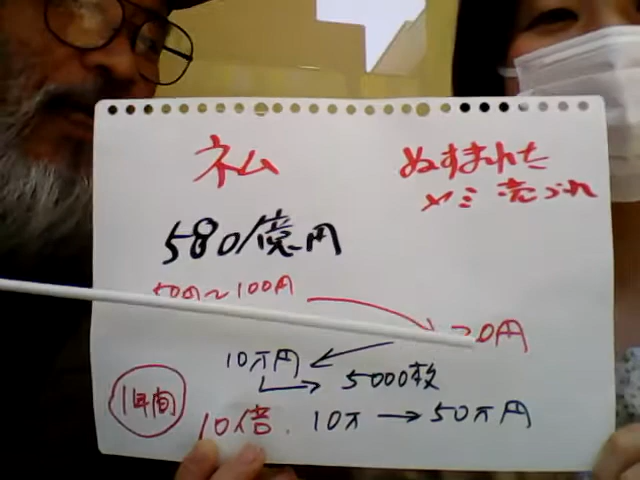 ネム
ぬすまれた
ヤミ売づれ
580億円
50円～100円
20円
10万円
5000枚
1年間
10倍. 10万→50万円